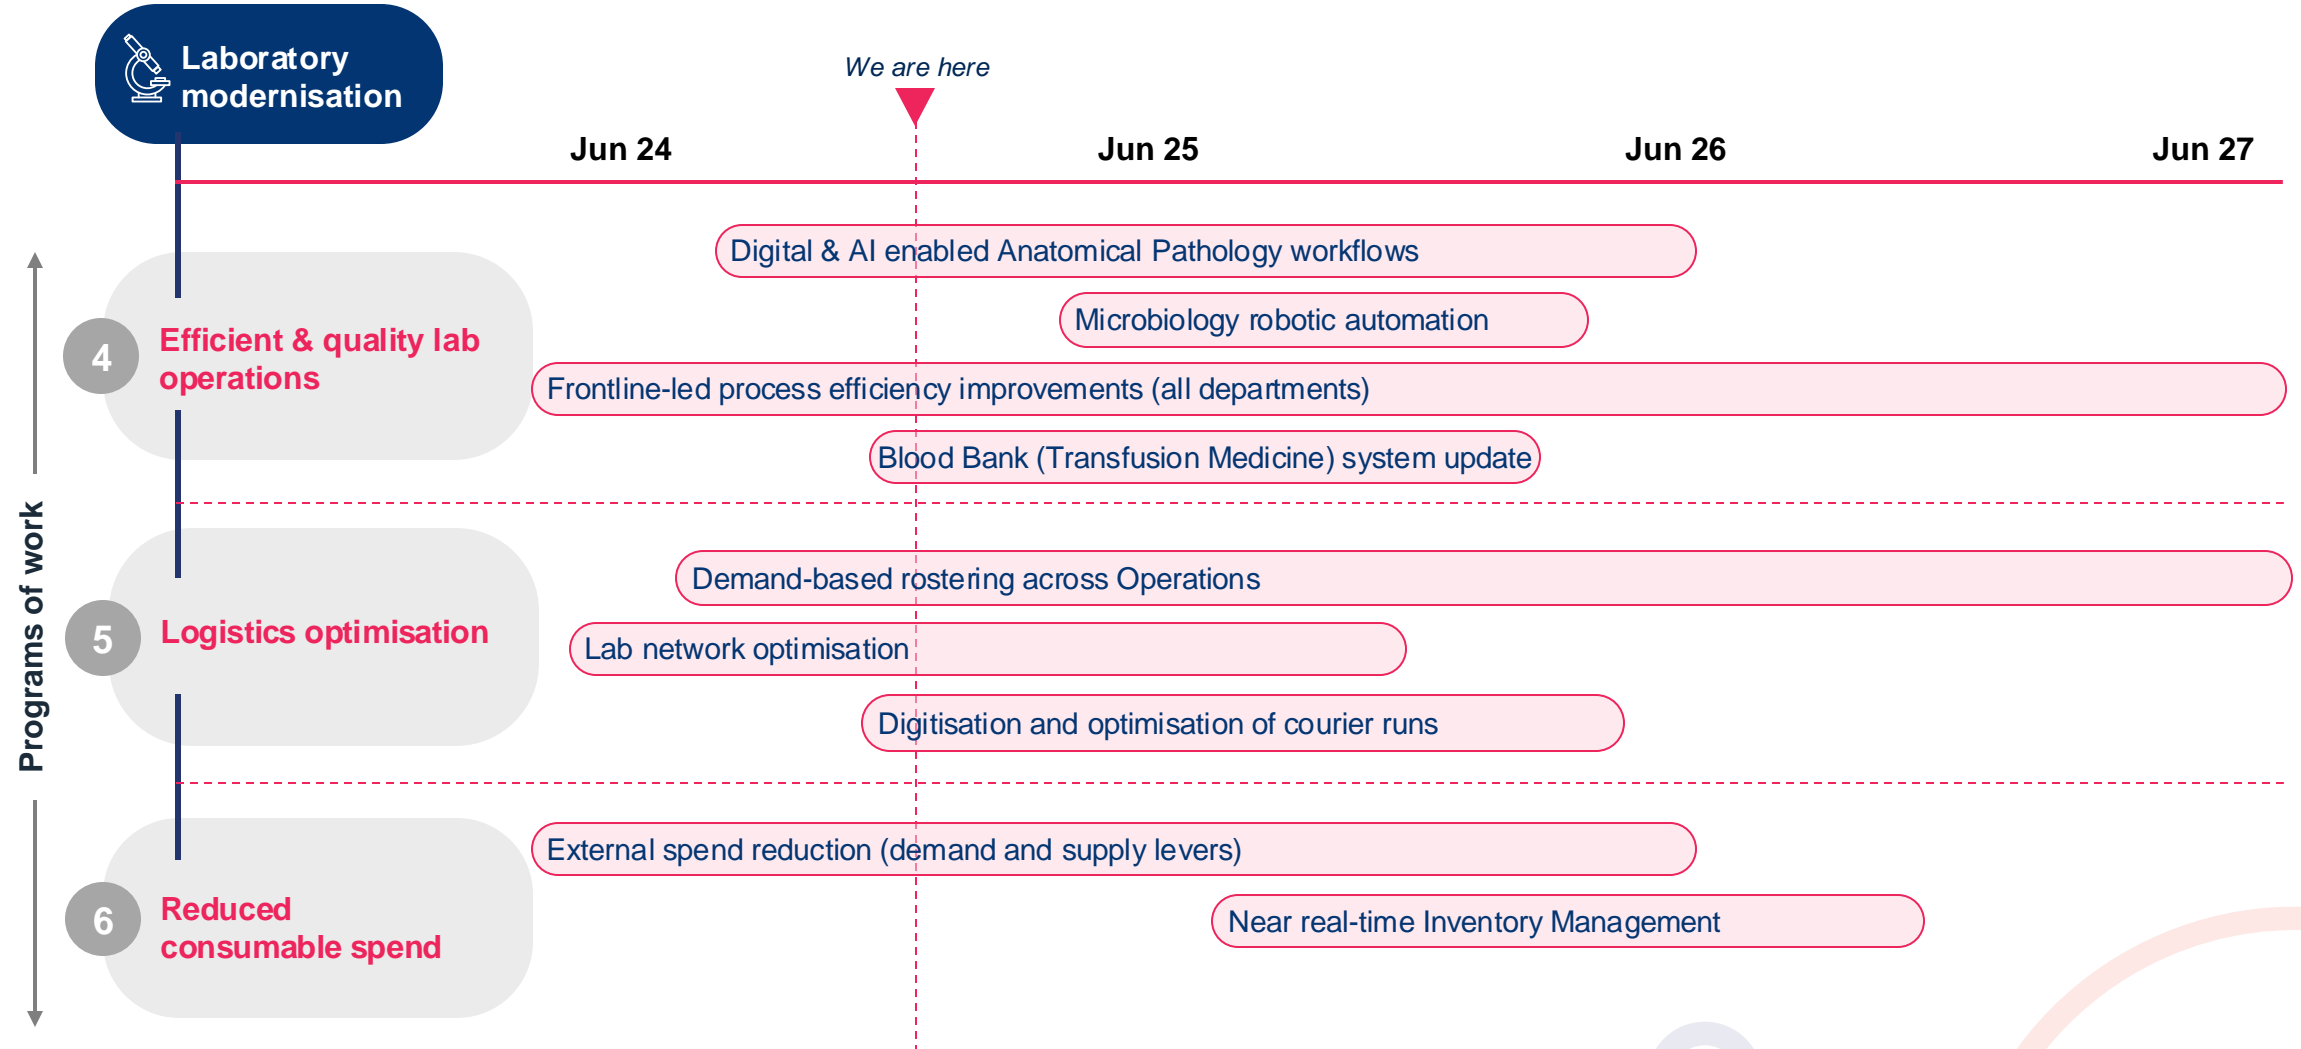 Laboratory
modernisation
We are here
Jun 24
Jun 25
Jun 26
Jun 27
Programs of work
4
Efficient & quality lab
operations
Digital & AI enabled Anatomical Pathology workflows
Microbiology robotic automation
Frontline-led process efficiency improvements (all departments)
Blood Bank (Transfusion Medicine) system update
5
Logistics optimisation
Demand-based rostering across Operations
Lab network optimisation
Digitisation and optimisation of courier runs
6
Reduced
consumable spend
External spend reduction (demand and supply levers)
Near real-time Inventory Management